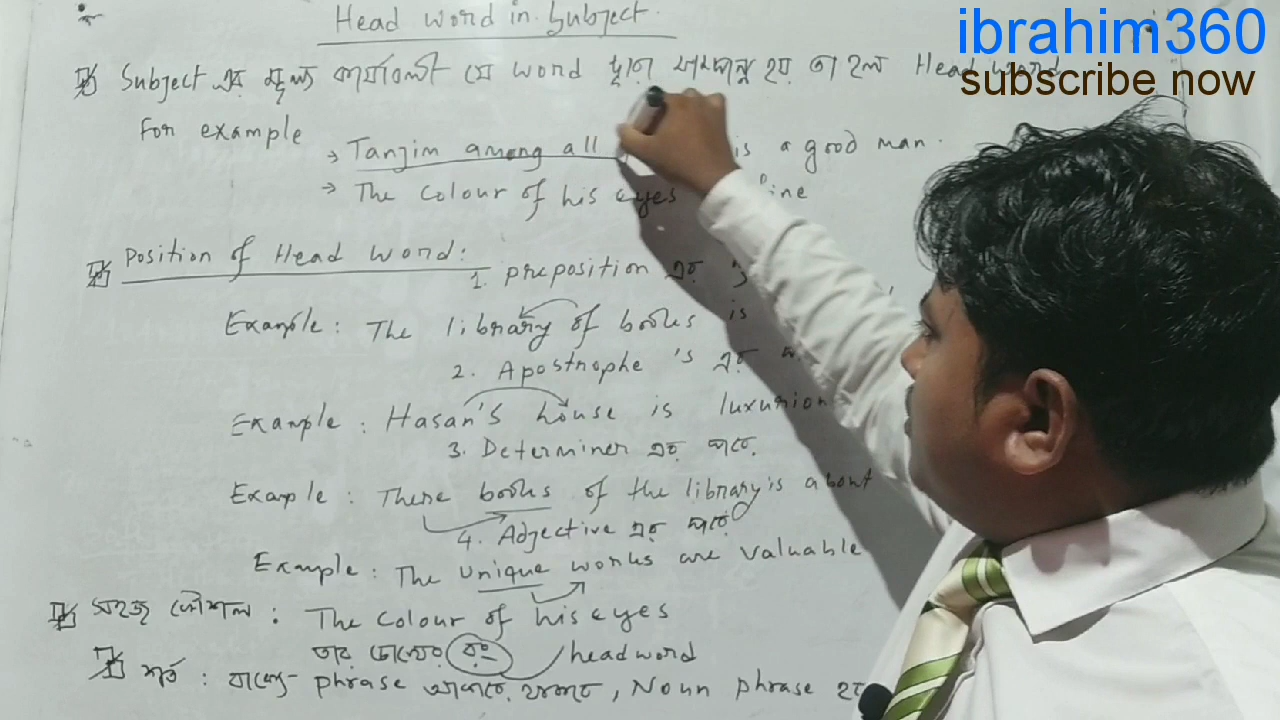 ibrahim360
subscribe now
Head word in Subject.
Subject এর মূল কার্যাবলী যে word দ্বারা সম্পন্ন হয় তা হল Head word
For example
→ Tanjim among all is a good man.
→ The colour of his eyes fine
Position of Head Word:
1. preposition এর
Example: The library of books is
2. Apostrophe 's এর
Example: Hasan's house is
3. Determiner এর পরে.
Example: These books of the library is about
4. Adjective এর পরে
Example: The unique works are valuable
সহজ কৌশল: The colour of his eyes
তার চোখের রং headword
শর্ত: বাক্যে phrase থাকতে হবে, Noun phrase